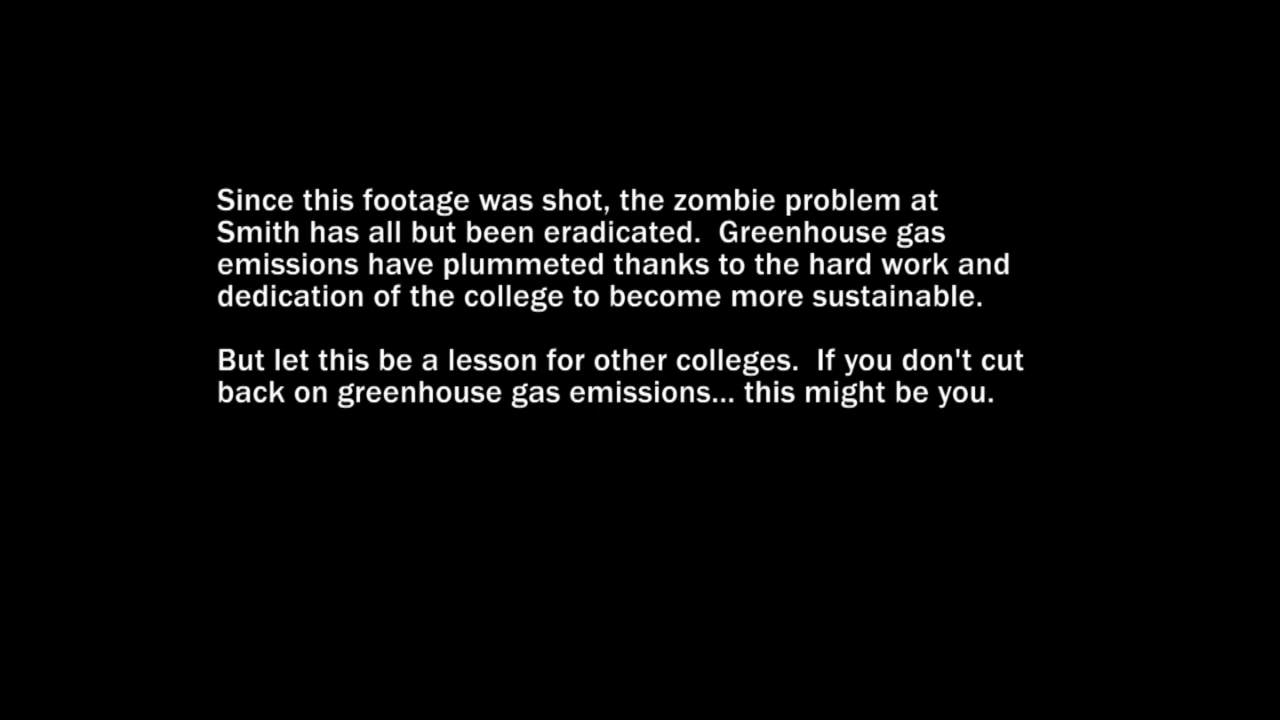 Since this footage was shot, the zombie problem at
Smith has all but been eradicated.  Greenhouse gas
emissions have plummeted thanks to the hard work and
dedication of the college to become more sustainable.
But let this be a lesson for other colleges.  If you don't cut
back on greenhouse gas emissions... this might be you.